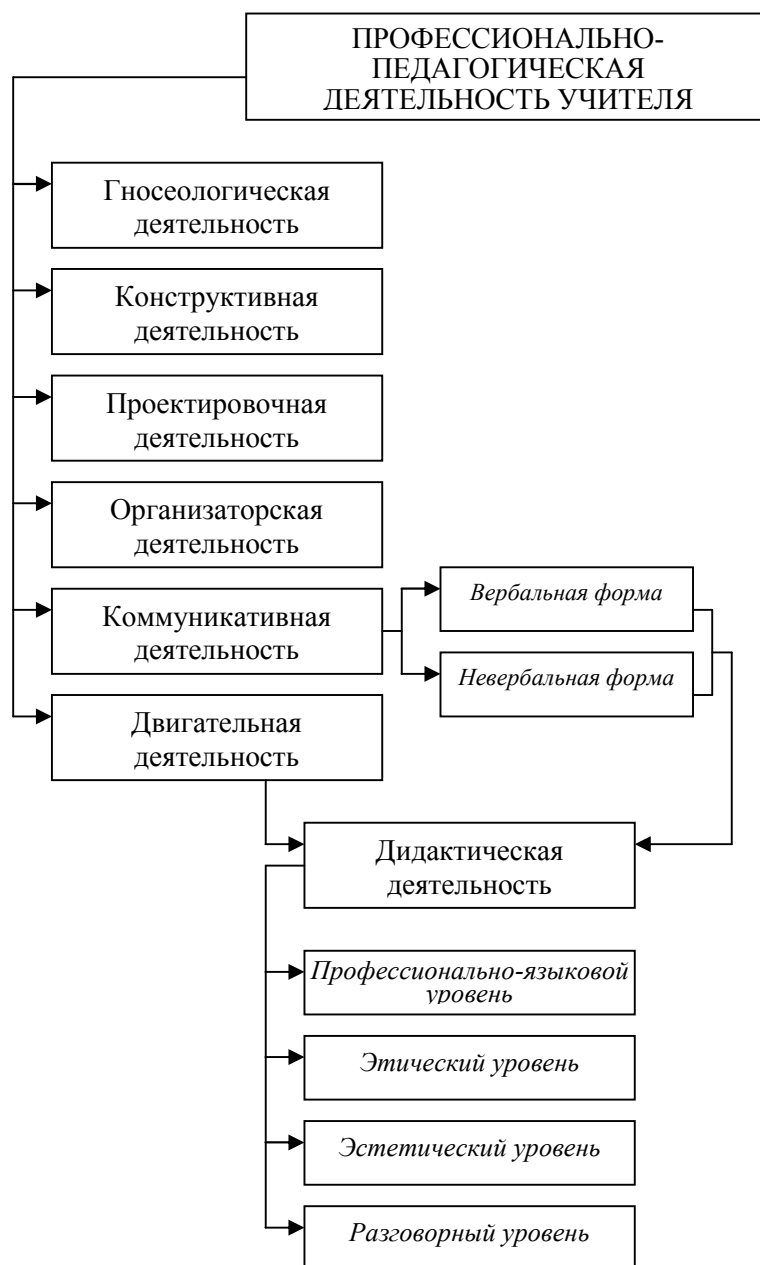 ПРОФЕССИОНАЛЬНО-
ПЕДАГОГИЧЕСКАЯ
ДЕЯТЕЛЬНОСТЬ УЧИТЕЛЯ
Гносеологическая
деятельность
Конструктивная
деятельность
Проектировочная
деятельность
Организаторская
деятельность
Коммуникативная
деятельность
Вербальная форма
Невербальная форма
Двигательная
деятельность
Дидактическая
деятельность
Профессионально-языковой
уровень
Этический уровень
Эстетический уровень
Разговорный уровень